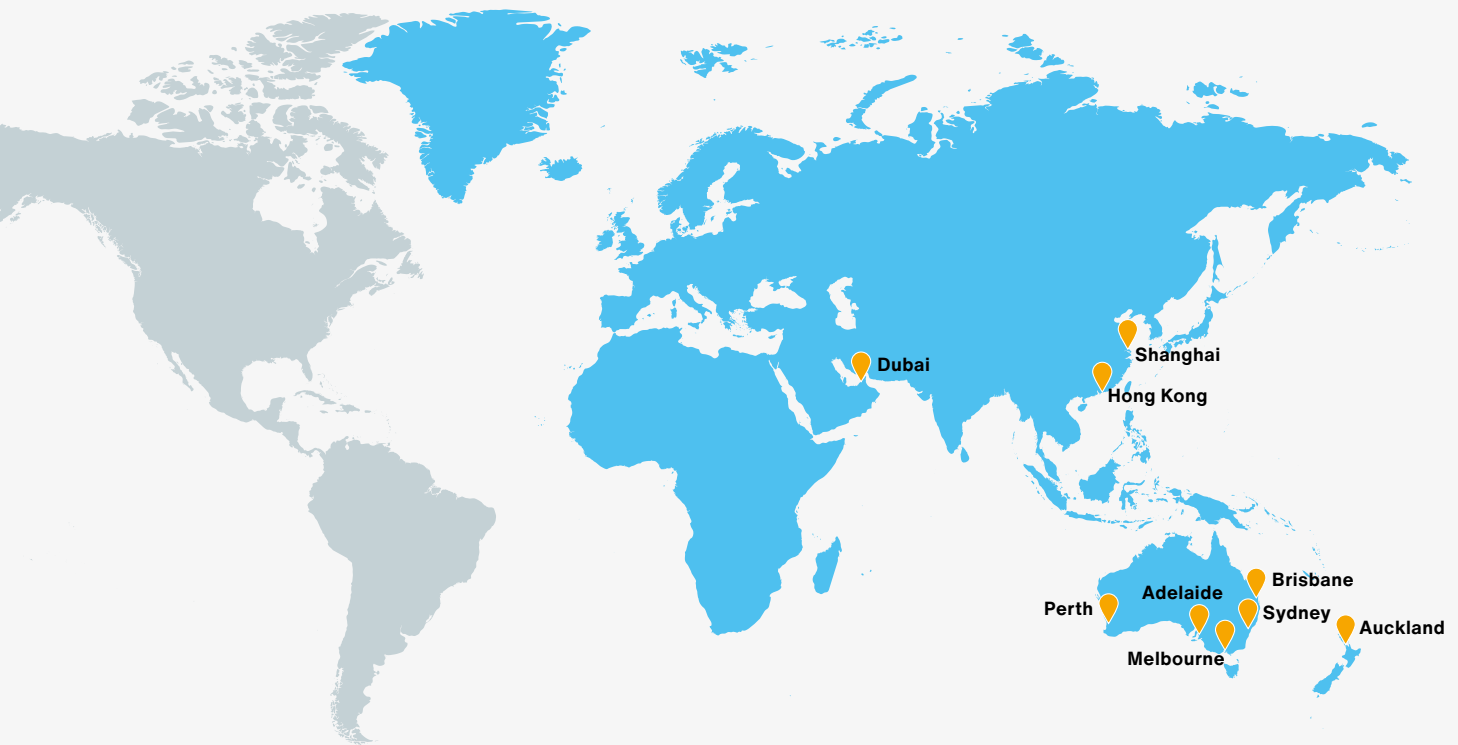 Shanghai
Dubai
Hong Kong
Brisbane
Adelaide
Perth
Sydney
Auckland
Melbourne